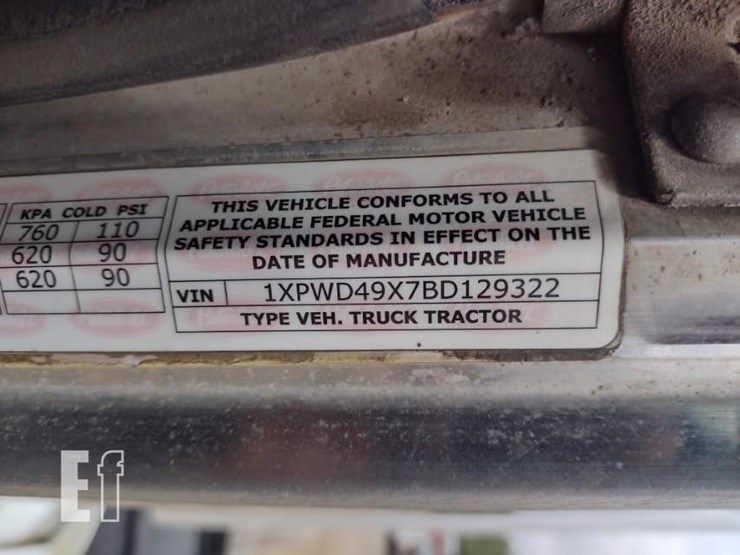 KPA COLD PSI
760 110
620 90
620 90
THIS VEHICLE CONFORMS TO ALL
APPLICABLE FEDERAL MOTOR VEHICLE
SAFETY STANDARDS IN EFFECT ON THE
DATE OF MANUFACTURE
VIN 1XPWD49X7BD129322
TYPE VEH. TRUCK TRACTOR
Ef